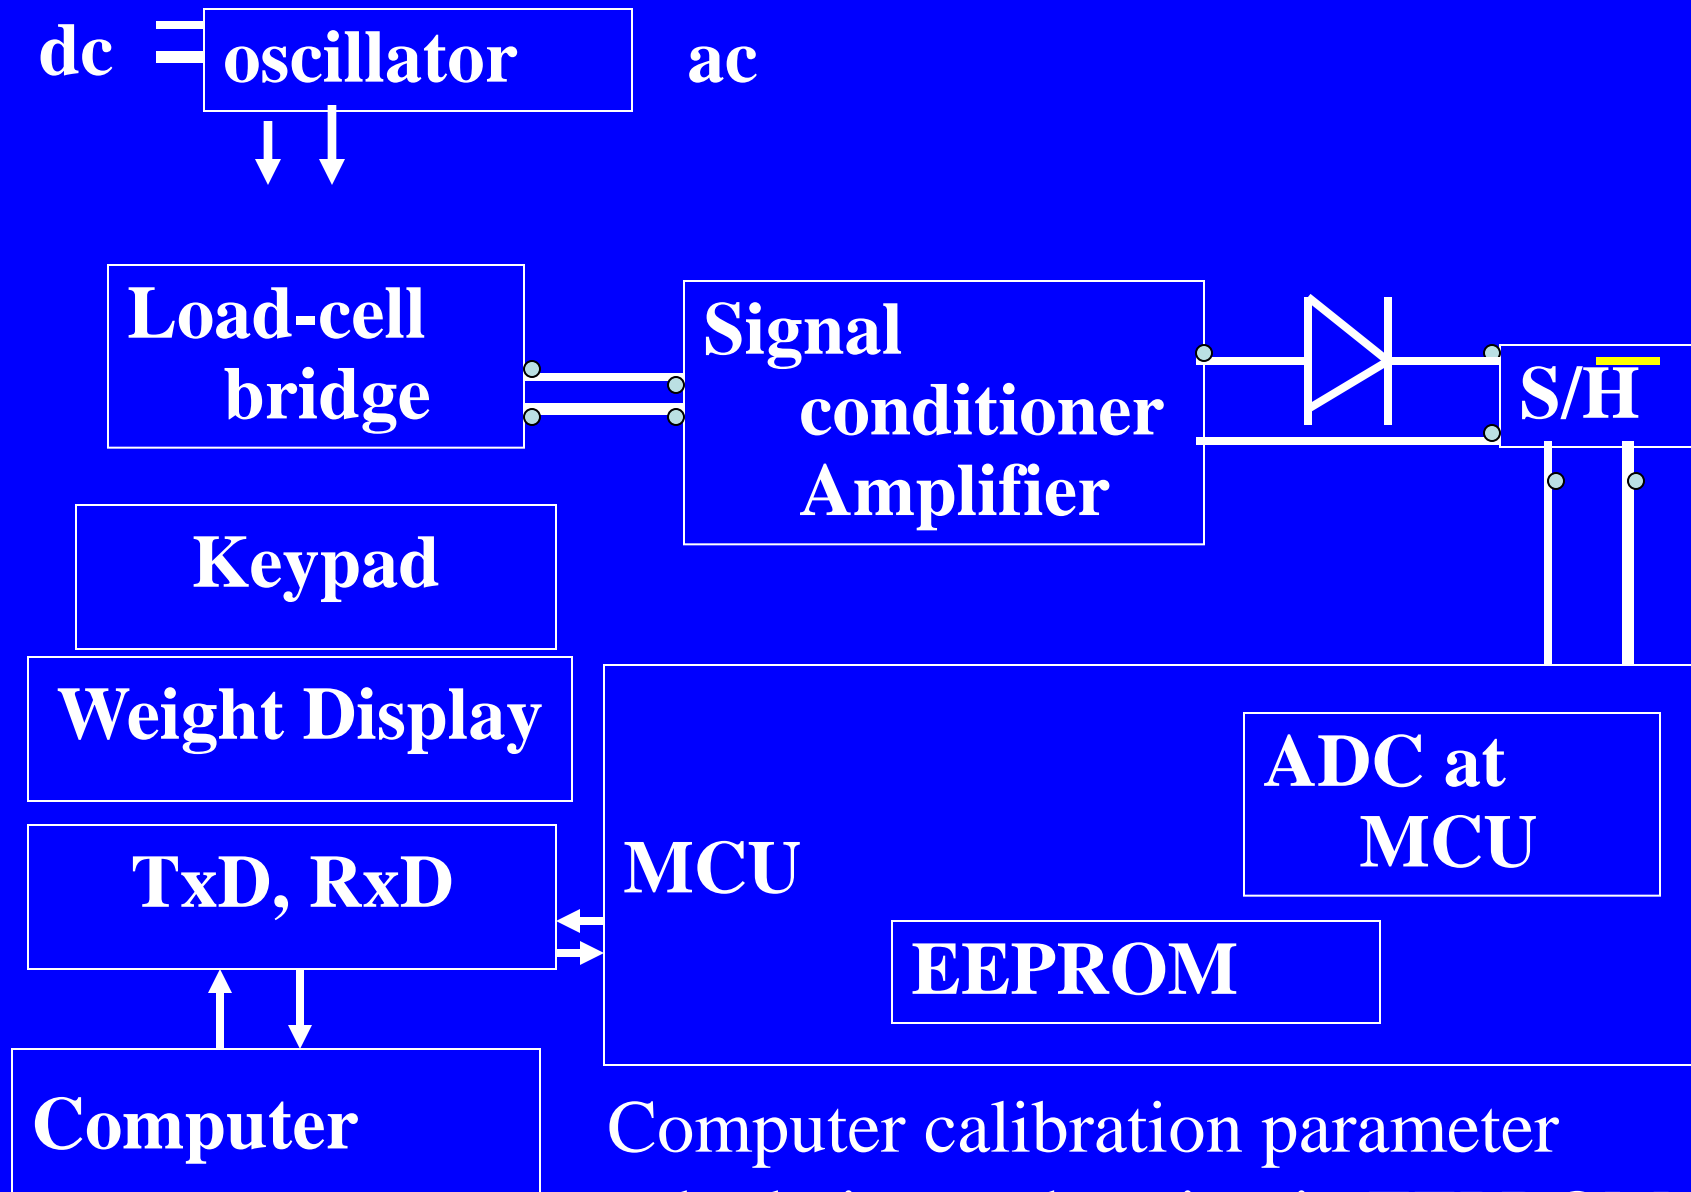 dc
oscillator
ac
Load-cell
bridge
Signal
conditioner
Amplifier
S/H
Keypad
Weight Display
ADC at
MCU
TxD, RxD
MCU
EEPROM
Computer
Computer calibration parameter